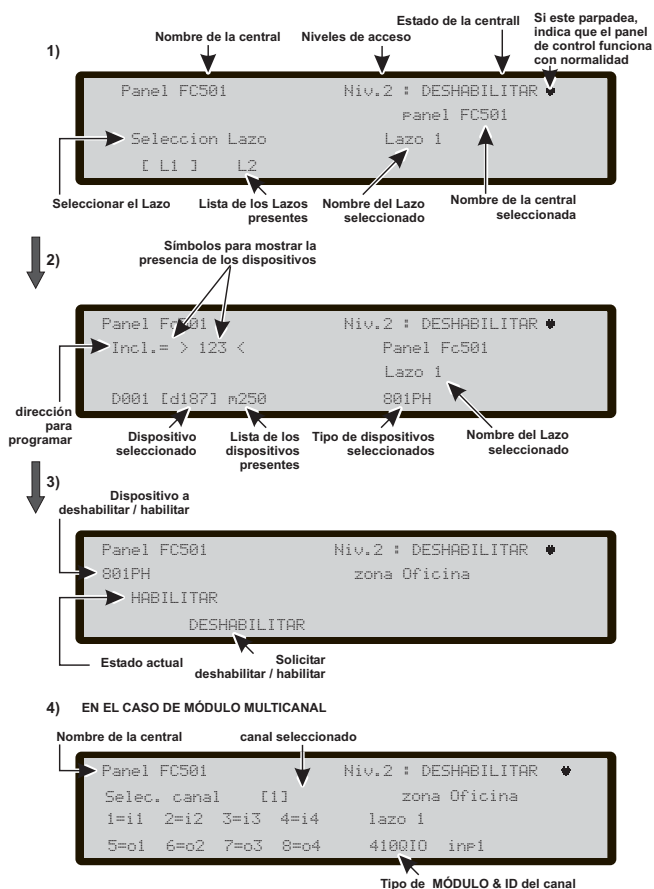 Estado de la centrall
Si este parpadea,
indica que el panel
de control funciona
con normalidad
Nombre de la central
Niveles de acceso
1)
Panel FC501 Niv.2 : DESHABILITAR
panel FC501
Seleccion Lazo Lazo 1
[ L1 ] L2
Seleccionar el Lazo
Lista de los Lazos
presentes
Nombre del Lazo
seleccionado
Nombre de la central
seleccionada
2)
Símbolos para mostrar la
presencia de los dispositivos
Panel Fc501 Niv.2 : DESHABILITAR
Incl.= > 123 < Panel Fc501
Lazo 1
D001 [d187] m250 801PH
dirección
para
programar
Dispositivo
seleccionado
Lista de los
dispositivos
presentes
Tipo de dispositivos
seleccionados
Nombre del Lazo
seleccionado
3)
Dispositivo a
deshabilitar / habilitar
Panel FC501 Niv.2 : DESHABILITAR
801PH zona Oficina
HABILITAR
DESHABILITAR
Estado actual
Solicitar
deshabilitar / habilitar
4) EN EL CASO DE MÓDULO MULTICANAL
Nombre de la central
canal seleccionado
Panel FC501 Niv.2 : DESHABILITAR
Selec. canal [1] zona Oficina
1=i1 2=i2 3=i3 4=i4 lazo 1
5=o1 6=o2 7=o3 8=o4 410QIO inp1
Tipo de MÓDULO & ID del canal